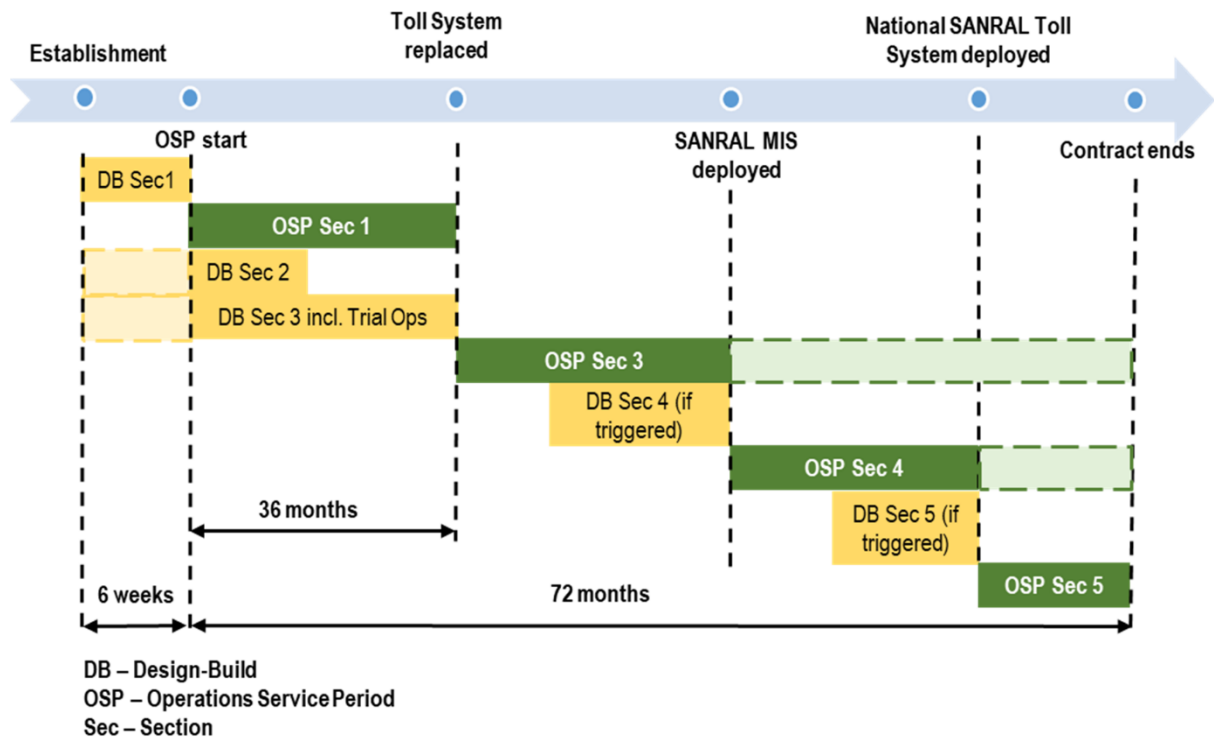 Establishment
Toll System
replaced
National SANRAL Toll
System deployed
OSP start
SANRAL MIS
deployed
Contract ends
DB Sec1
OSP Sec 1
DB Sec 2
DB Sec 3 incl. Trial Ops
OSP Sec 3
DB Sec 4 (if
triggered)
OSP Sec 4
DB Sec 5 (if
triggered)
36 months
OSP Sec 5
6 weeks
72 months
DB – Design-Build
OSP – Operations Service Period
Sec – Section